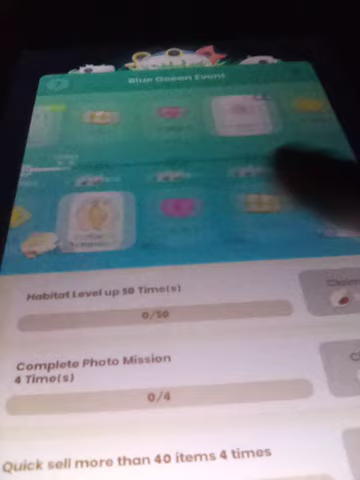 Blue Ocean Event
Habitat Level up 50 Time(s)
0/50
Complete Photo Mission
4 Time(s)
0/4
Quick sell more than 40 items 4 times